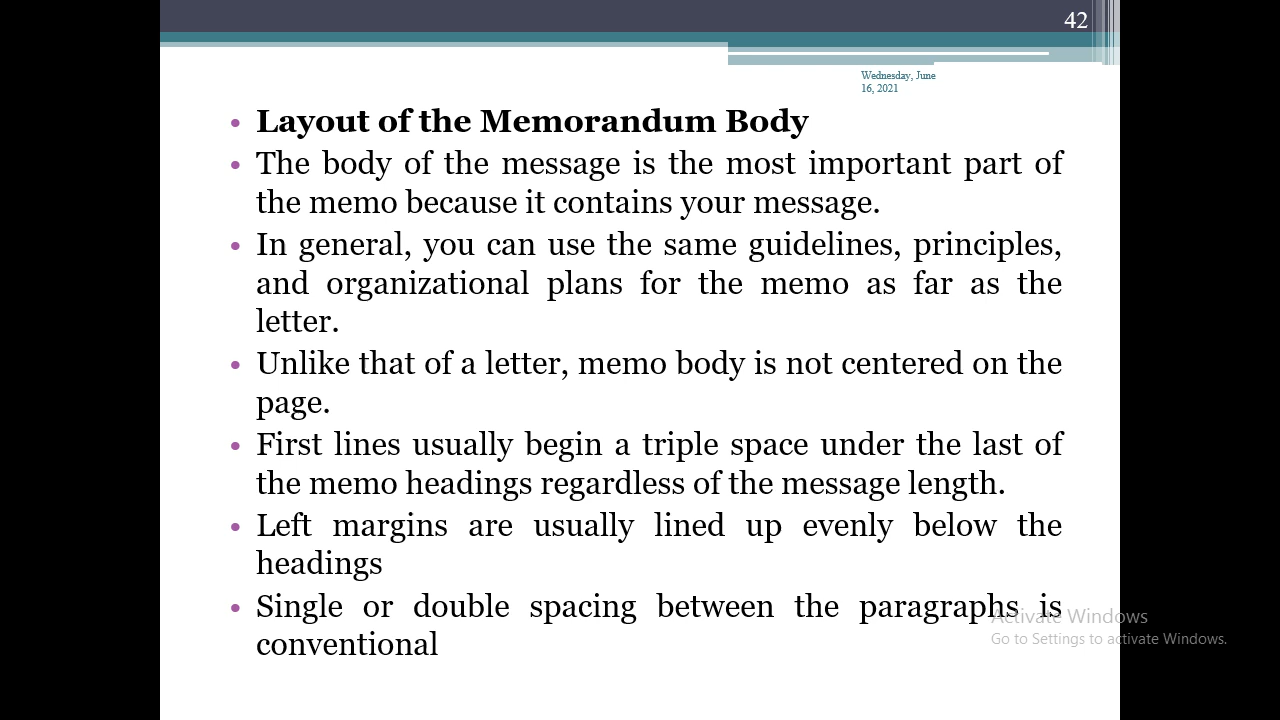 42
Wednesday, June
16, 2021
• Layout of the Memorandum Body
• The body of the message is the most important part of
the memo because it contains your message.
• In general, you can use the same guidelines, principles,
and organizational plans for the memo as far as the
letter.
• Unlike that of a letter, memo body is not centered on the
page.
• First lines usually begin a triple space under the last of
the memo headings regardless of the message length.
• Left margins are usually lined up evenly below the
headings
• Single or double spacing between the paragraphs is
conventional
Activate Windows
Go to Settings to activate Windows.